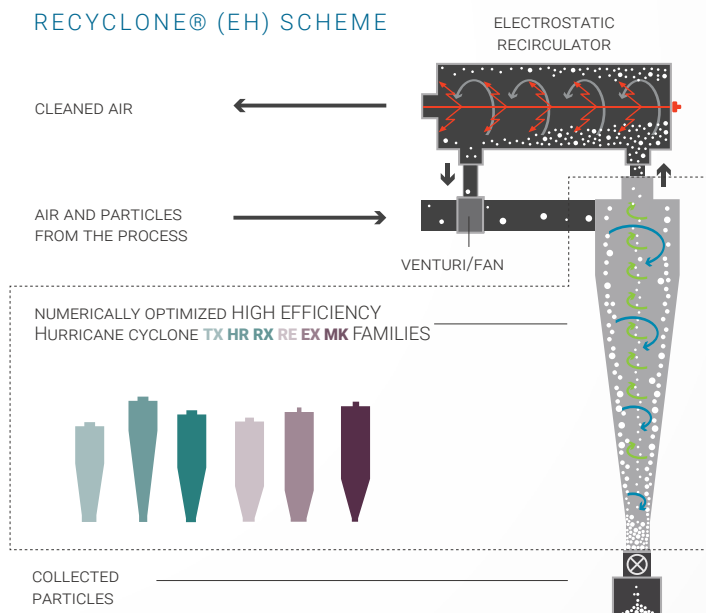 RECYCLONE® (EH) SCHEME
ELECTROSTATIC
RECIRCULATOR
CLEANED AIR
AIR AND PARTICLES
FROM THE PROCESS
VENTURI/FAN
NUMERICALLY OPTIMIZED HIGH EFFICIENCY
HURRICANE CYCLONE TX HR RX RE EX MK FAMILIES
COLLECTED
PARTICLES